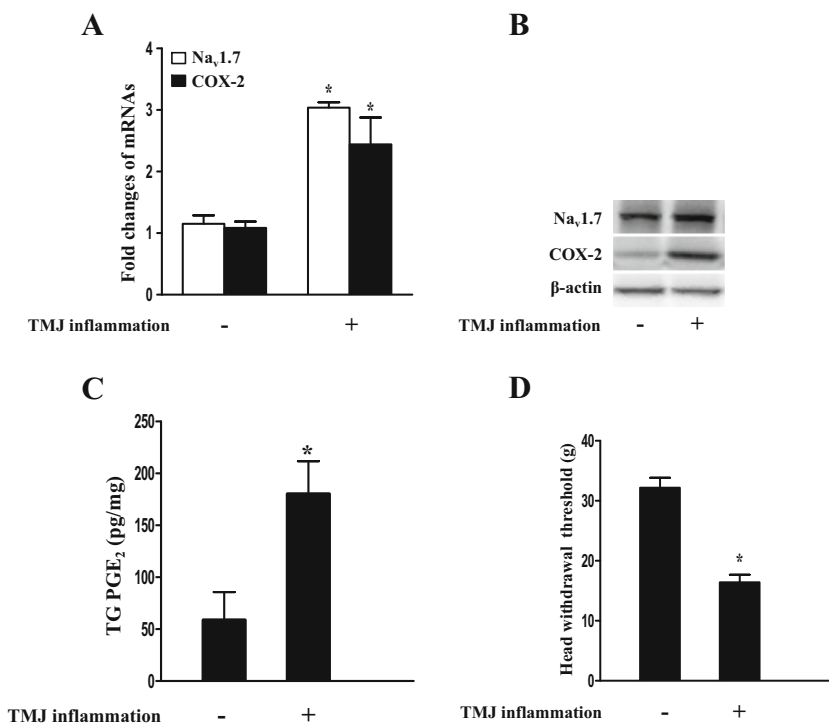 A
Fold changes of mRNAs
4
3
2
1
0
Nav1.7
COX-2
*
*
TMJ inflammation - +
B
Nav1.7
COX-2
β-actin
TMJ inflammation - +
C
TG PGE2 (pg/mg)
250
200
150
100
50
0
*
TMJ inflammation - +
D
Head withdrawal threshold (g)
40
30
20
10
0
*
TMJ inflammation - +